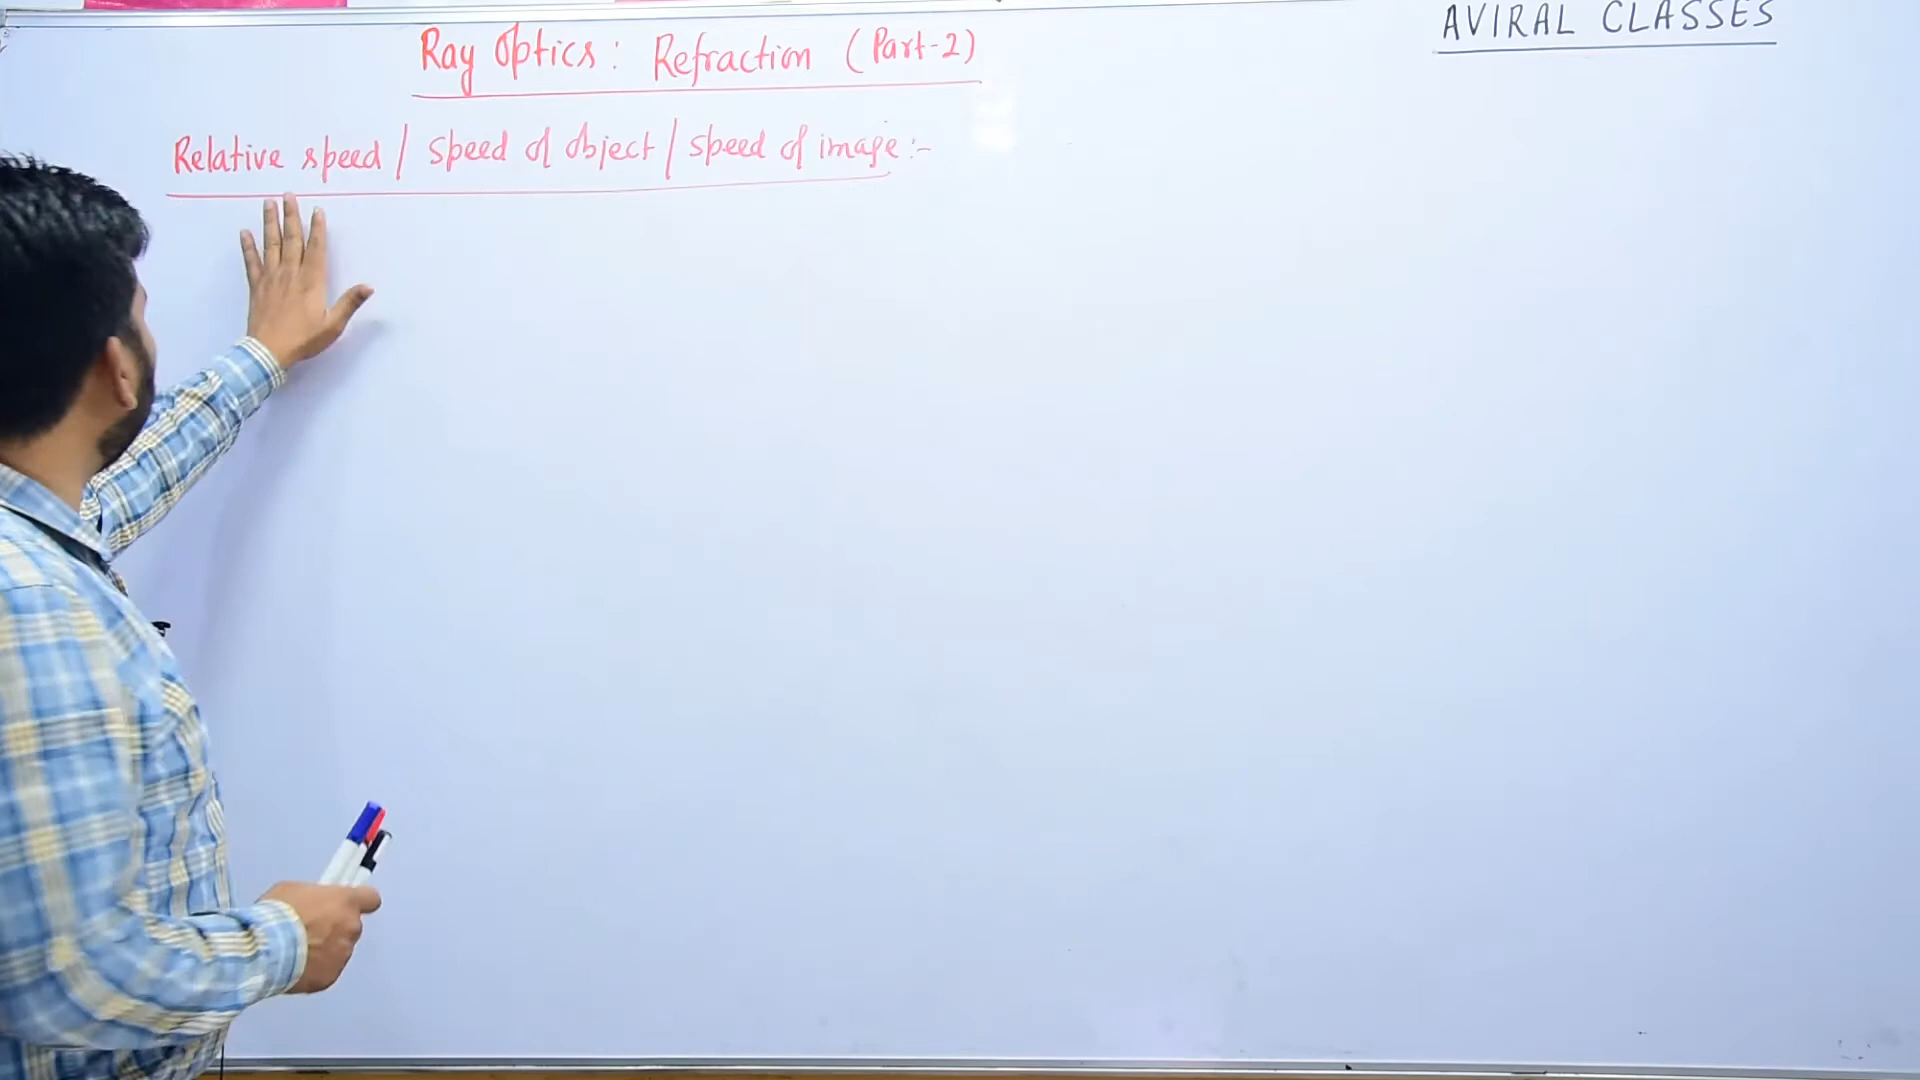 Ray Optics: Refraction (Part-2)
AVIRAL CLASSES
Relative speed / speed of object / speed of image :-